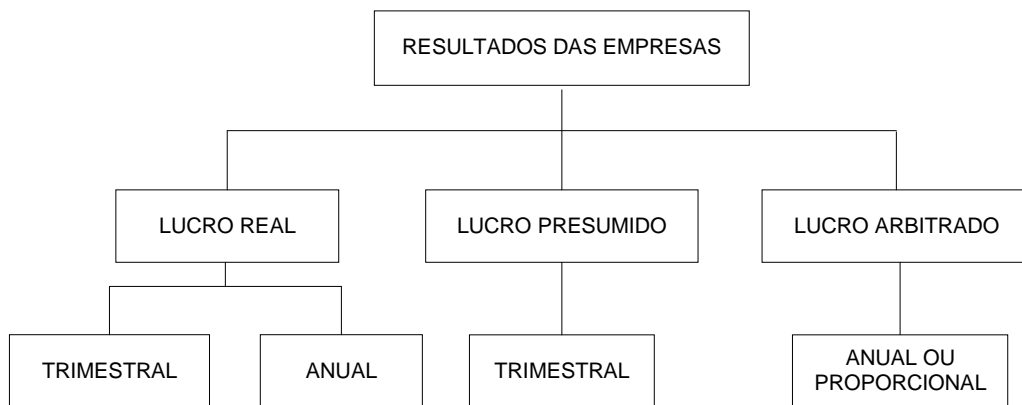 RESULTADOS DAS EMPRESAS
LUCRO REAL
LUCRO PRESUMIDO
LUCRO ARBITRADO
TRIMESTRAL
ANUAL
TRIMESTRAL
ANUAL OU
PROPORCIONAL